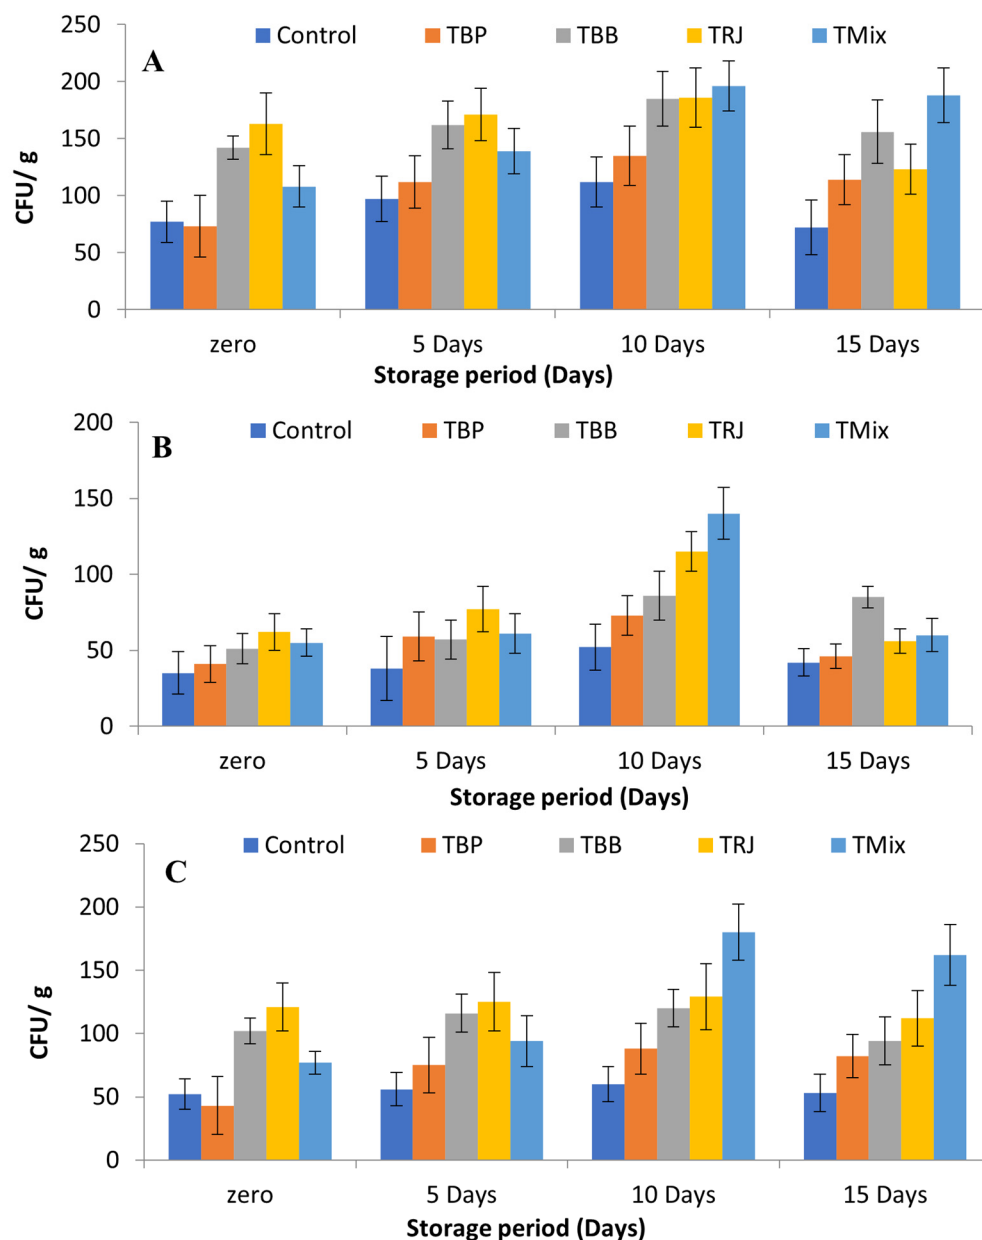 A
Control TBP TBB TRJ TMix
250
200
150
100
50
0
CFU/ g
zero 5 Days 10 Days 15 Days
Storage period (Days)
B
Control TBP TBB TRJ TMix
200
150
100
50
0
CFU/ g
zero 5 Days 10 Days 15 Days
Storage period (Days)
C
Control TBP TBB TRJ TMix
250
200
150
100
50
0
CFU/ g
zero 5 Days 10 Days 15 Days
Storage period (Days)